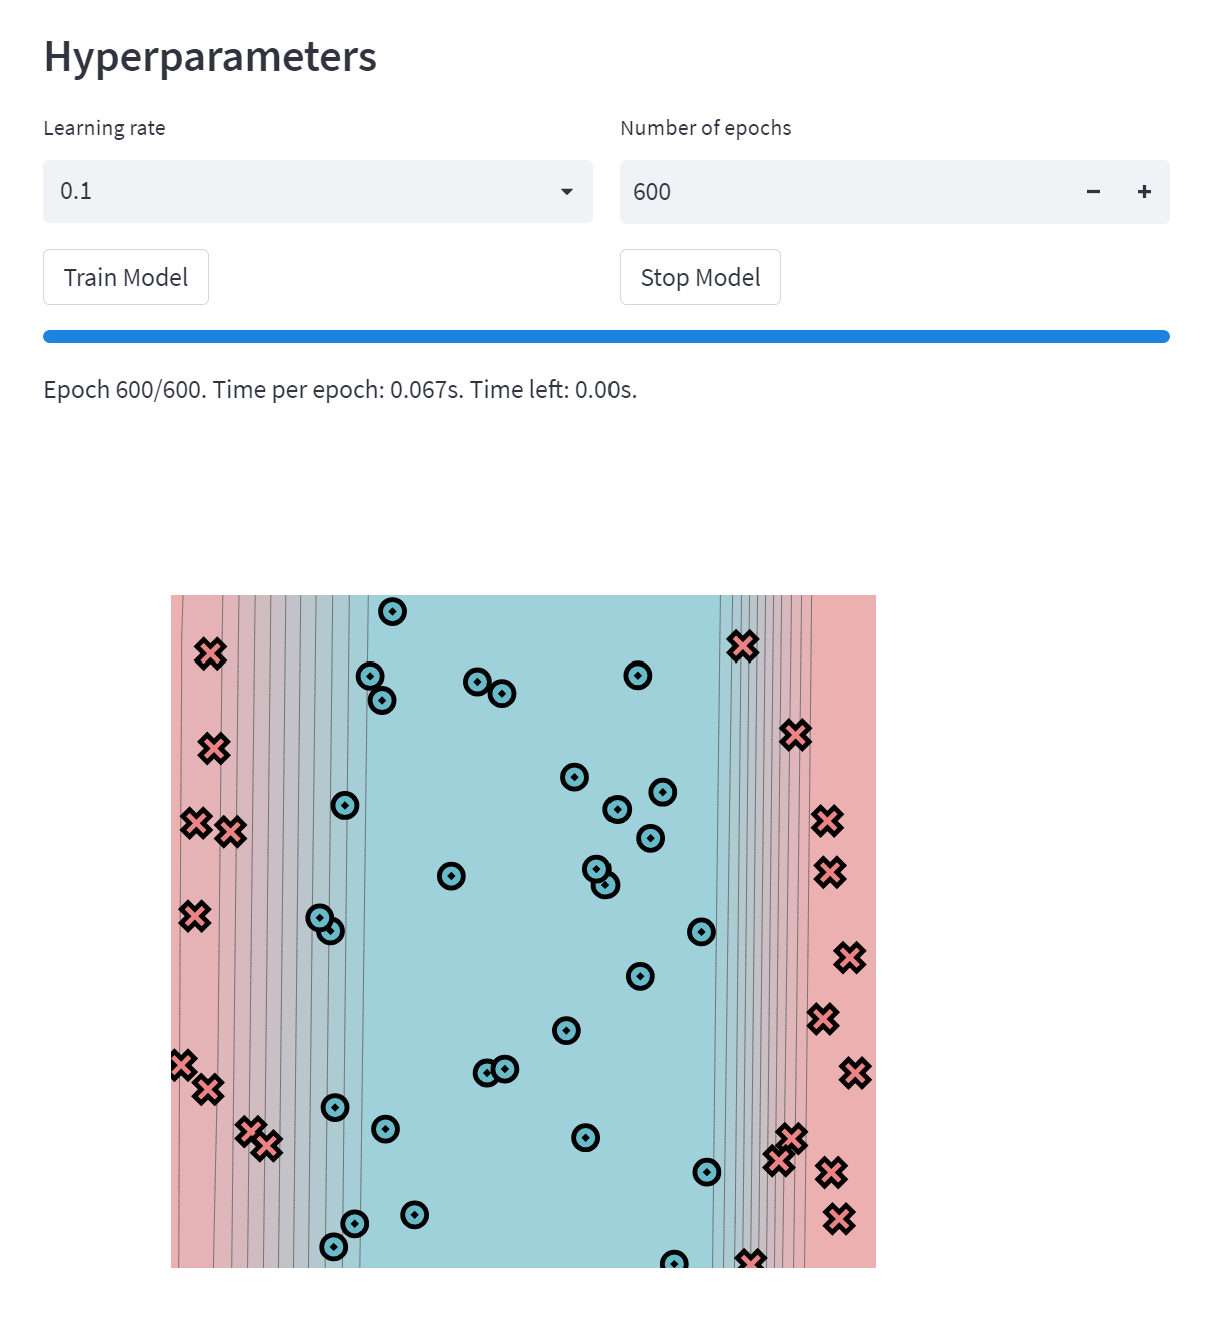 Hyperparameters
Learning rate
Number of epochs
0.1
600
Train Model
Stop Model
Epoch 600/600. Time per epoch: 0.067s. Time left: 0.00s.